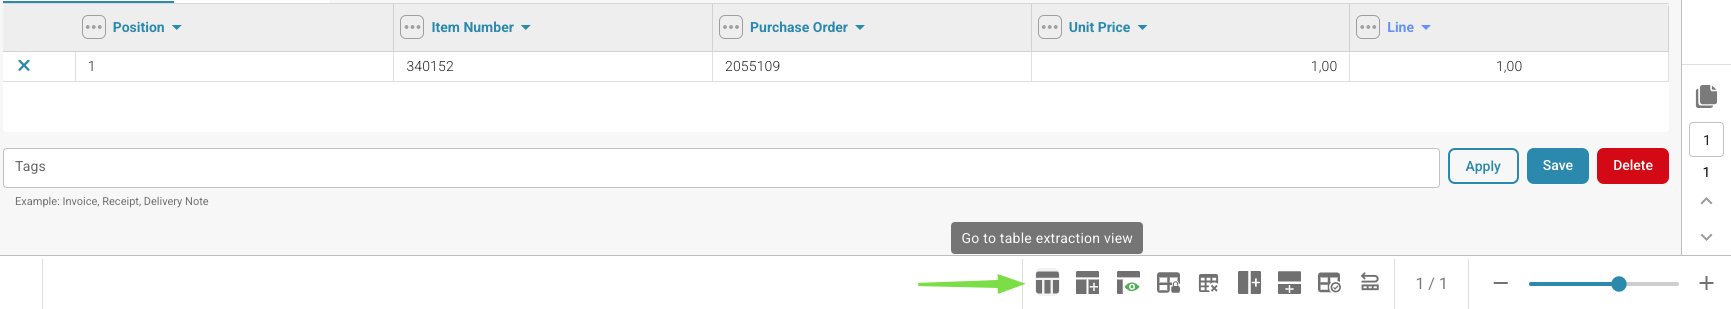 Position Item Number Purchase Order Unit Price Line
1 340152 2055109 1,00 1,00
1
Tags Apply Save Delete
1
Example: Invoice, Receipt, Delivery Note
Go to table extraction view
1 / 1